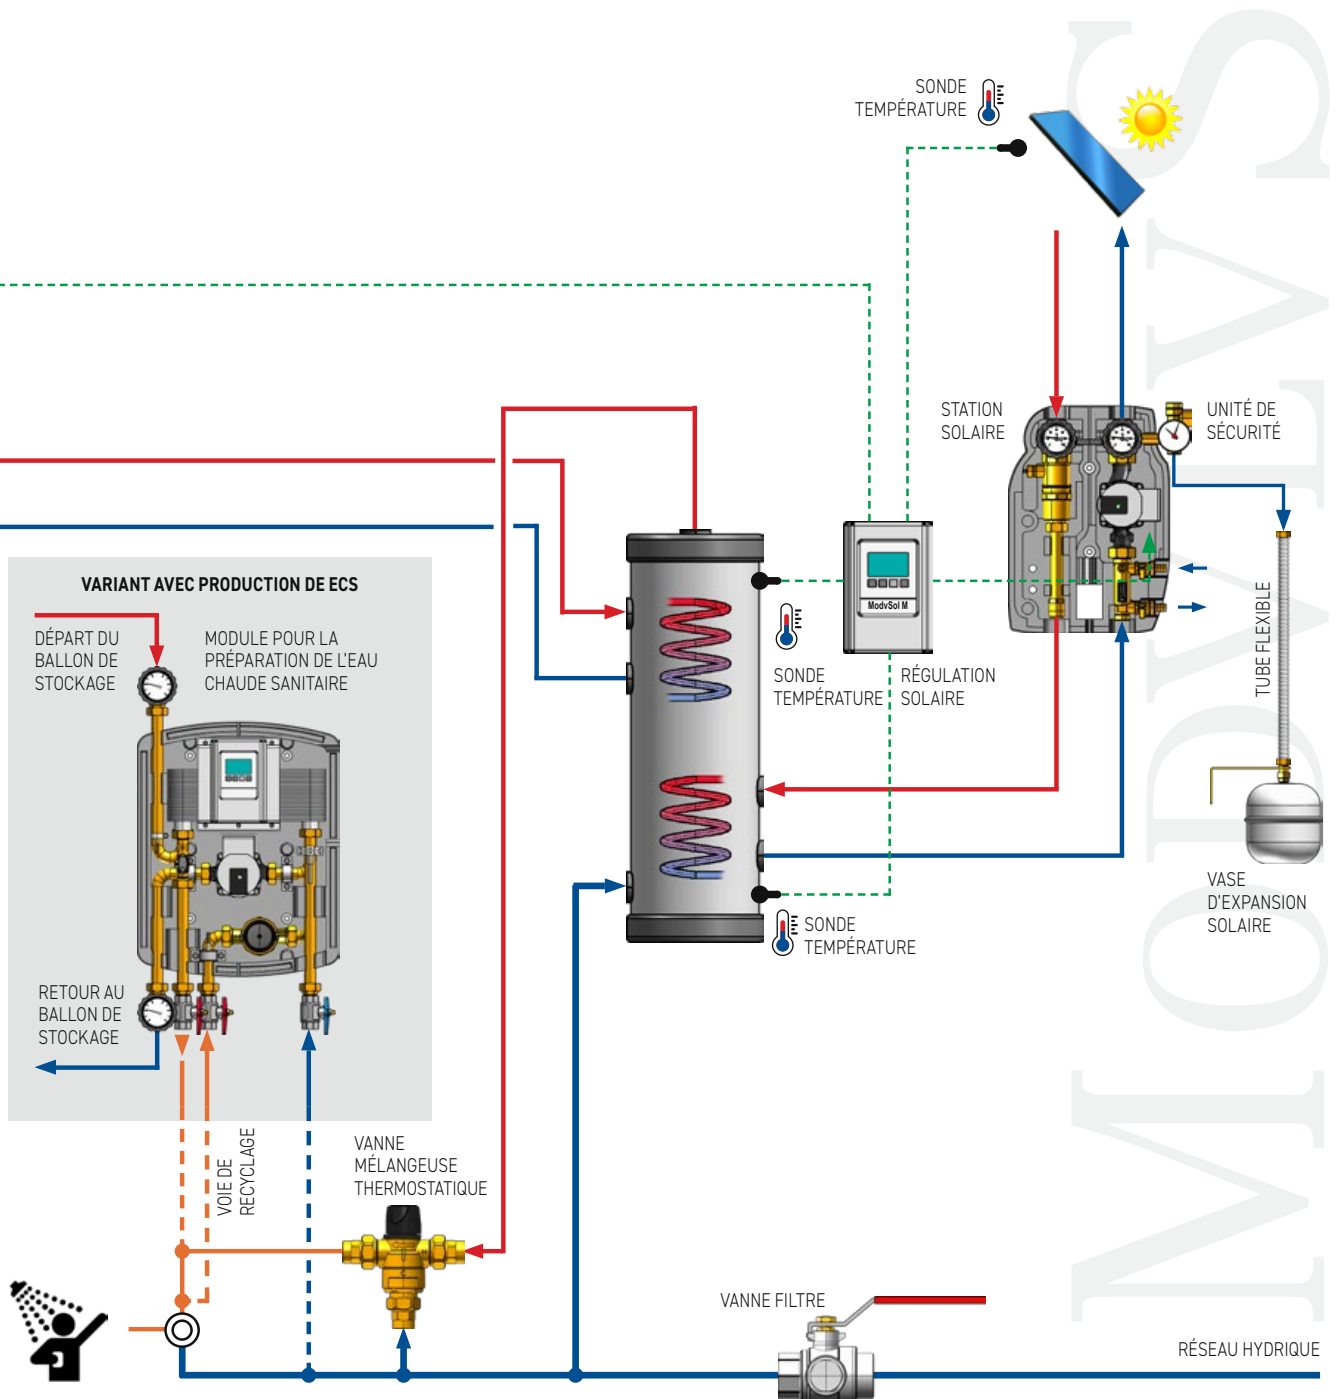 SONDE
TEMPÉRATURE
STATION
SOLAIRE
UNITÉ DE
SÉCURITÉ
VARIANT AVEC PRODUCTION DE ECS
DÉPART DU
BALLON DE
STOCKAGE
MODULE POUR LA
PRÉPARATION DE L'EAU
CHAUDE SANITAIRE
ModvSol M
SONDE
TEMPÉRATURE
RÉGULATION
SOLAIRE
TUBE FLEXIBLE
VASE
D'EXPANSION
SOLAIRE
SONDE
TEMPÉRATURE
RETOUR AU
BALLON DE
STOCKAGE
VOIE DE
RECYCLAGE
VANNE
MÉLANGEUSE
THERMOSTATIQUE
VANNE FILTRE
RÉSEAU HYDRIQUE
MODVLVS